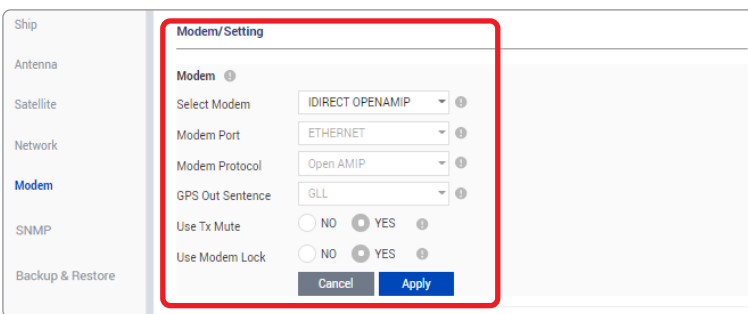 Ship
Antenna
Satellite
Network
Modem
SNMP
Backup & Restore
Modem/Setting
Modem
Select Modem IDIRECT OPENAMIP
Modem Port ETHERNET
Modem Protocol Open AMIP
GPS Out Sentence GLL
Use Tx Mute NO YES
Use Modem Lock NO YES
Cancel Apply